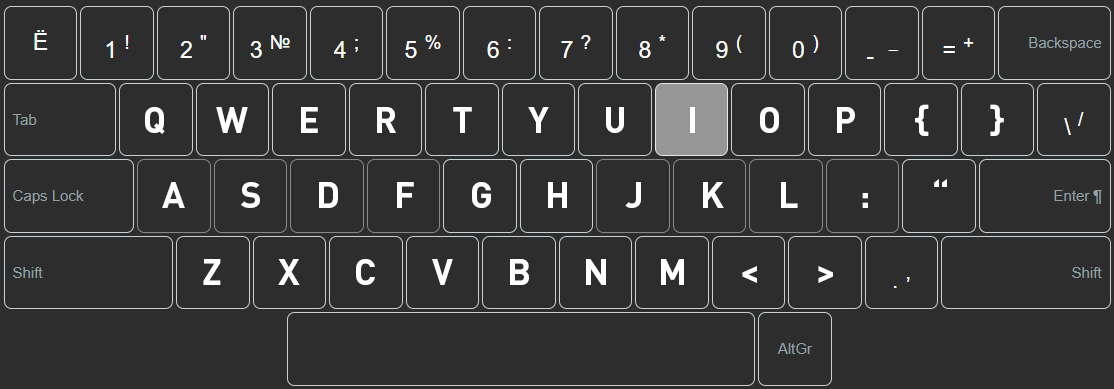 Ё 1 ! 2 " 3 № 4 ; 5 % 6 : 7 ? 8 * 9 ( 0 ) - _ = + Backspace
Tab Q W E R T Y U I O P { } \ /
Caps Lock A S D F G H J K L : “ Enter ¶
Shift Z X C V B N M < > . , Shift
AltGr